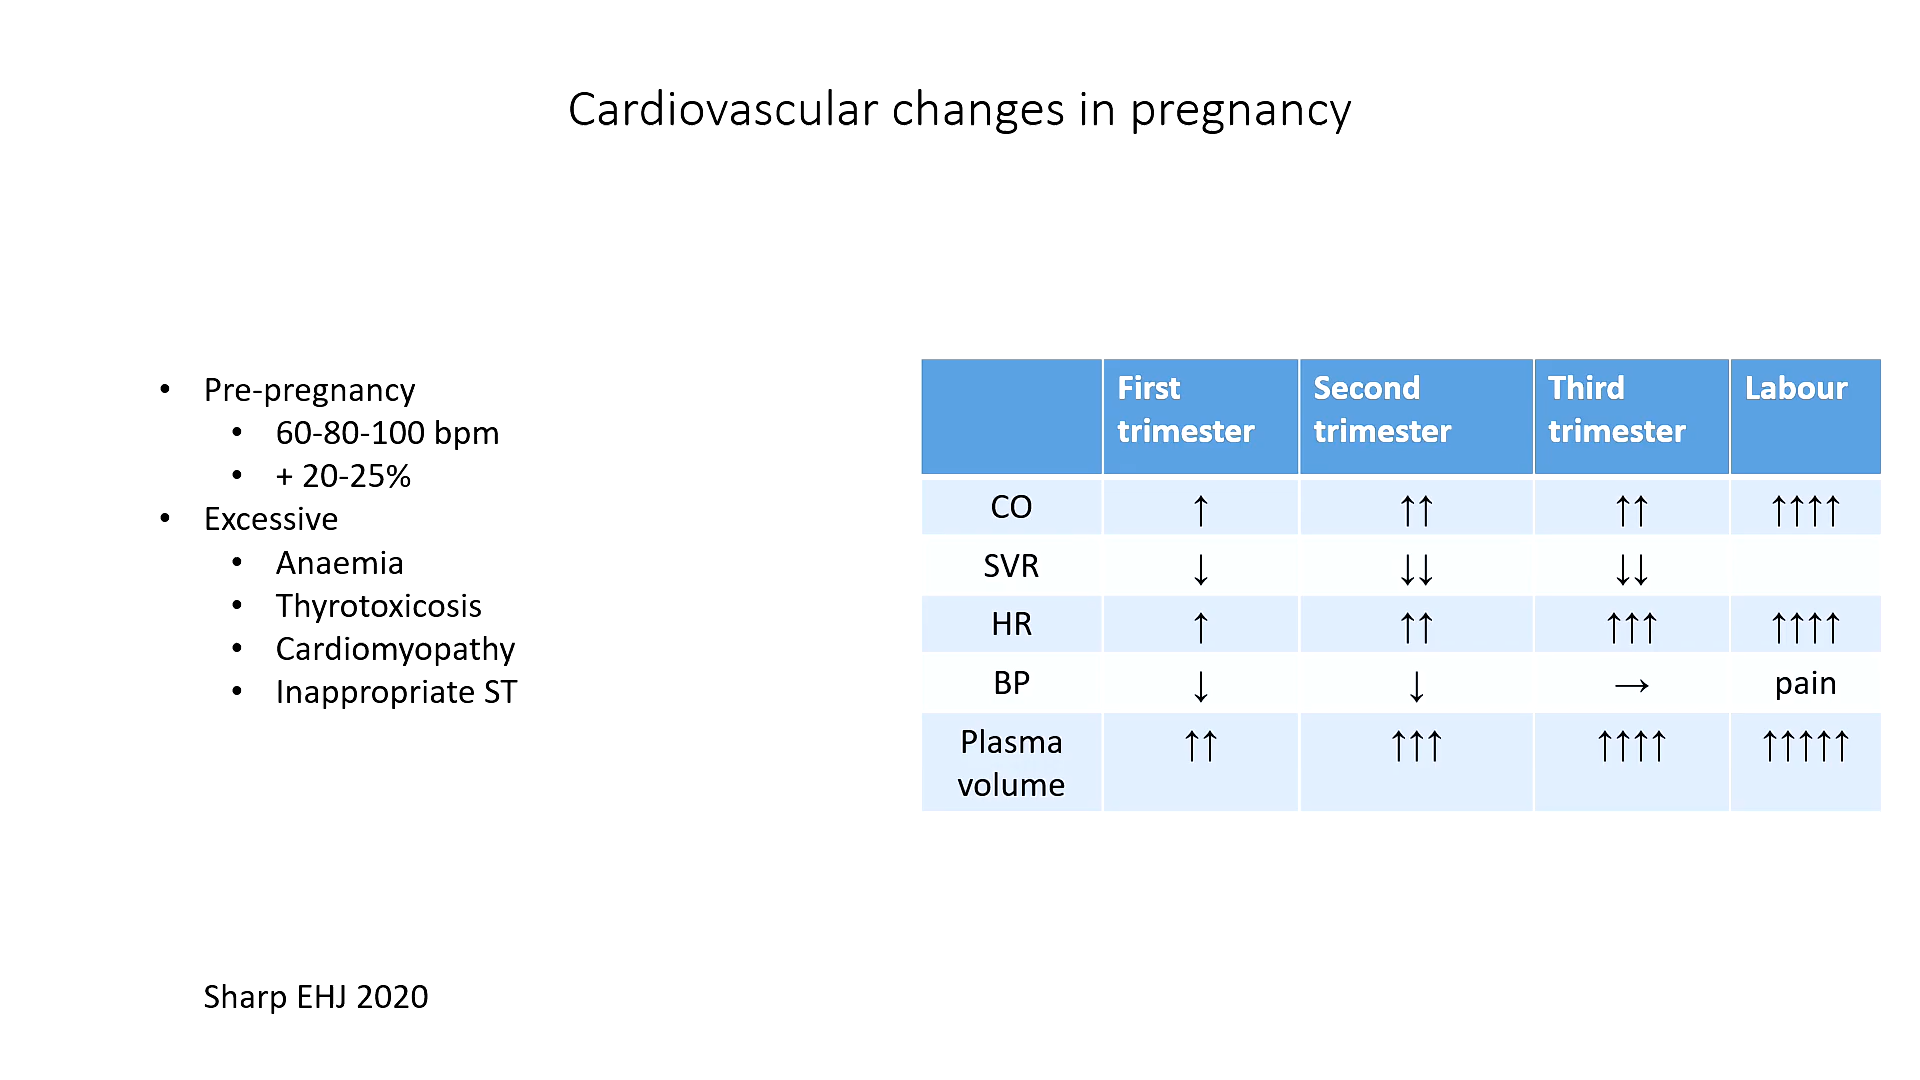 Cardiovascular changes in pregnancy
• Pre-pregnancy
• 60-80-100 bpm
• + 20-25%
• Excessive
• Anaemia
• Thyrotoxicosis
• Cardiomyopathy
• Inappropriate ST
First trimester Second trimester Third trimester Labour
CO ↑ ↑↑ ↑↑ ↑↑↑↑
SVR ↓ ↓↓ ↓↓
HR ↑ ↑↑ ↑↑↑ ↑↑↑↑
BP ↓ ↓ → pain
Plasma volume ↑↑ ↑↑↑ ↑↑↑↑ ↑↑↑↑↑
Sharp EHJ 2020